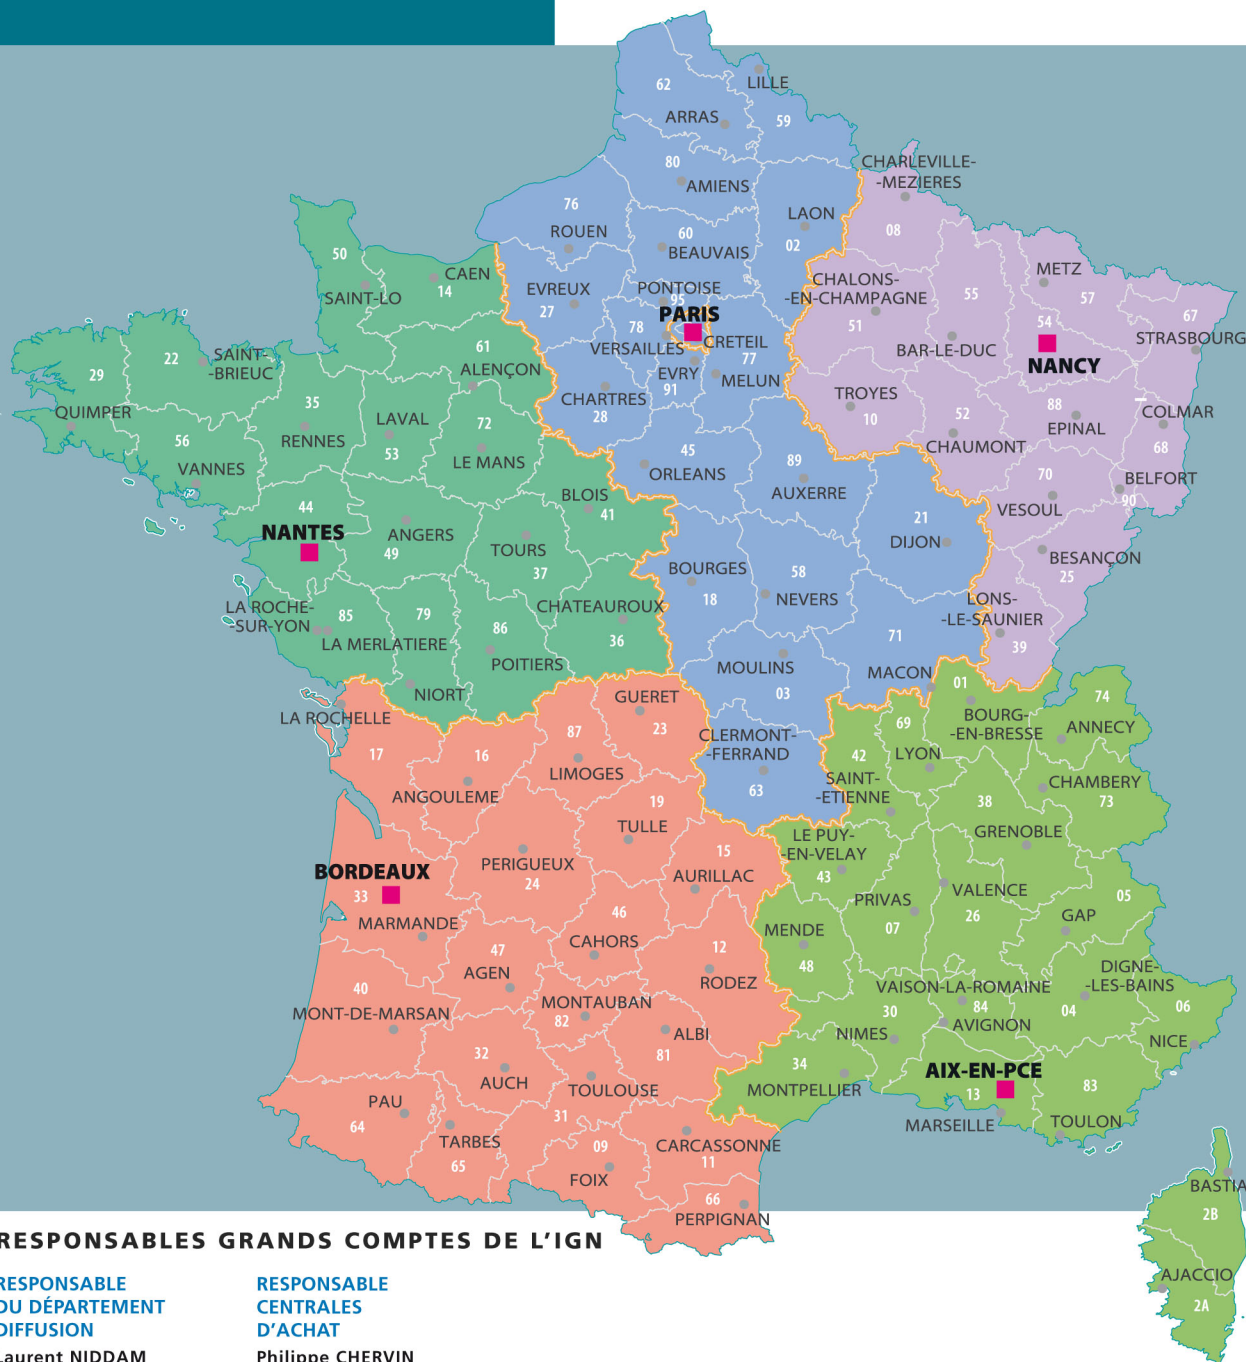 62
LILLE
ARRAS
59
80
AMIENS
CHARLEVILLE-
-MEZIERES
76
ROUEN
60
BEAUVAIS
LAON
02
08
50
SAINT-LO
CAEN
14
EVREUX
27
PONTOISE
95
PARIS
78
VERSAILLES
CRETEIL
77
EVRY
91
MELUN
CHALONS-
-EN-CHAMPAGNE
51
55
METZ
57
54
NANCY
67
STRASBOURG
BAR-LE-DUC
61
ALENÇON
22
SAINT-
-BRIEUC
29
QUIMPER
56
VANNES
35
RENNES
LAVAL
53
72
LE MANS
CHARTRES
28
TROYES
10
52
CHAUMONT
88
EPINAL
COLMAR
68
45
ORLEANS
89
AUXERRE
70
VESOUL
BELFORT
90
BLOIS
41
44
NANTES
ANGERS
49
TOURS
37
21
DIJON
BESANÇON
25
BOURGES
18
58
NEVERS
LONS-
-LE-SAUNIER
39
LA ROCHE-
-SUR-YON
85
LA MERLATIERE
79
86
POITIERS
CHATEAUROUX
36
NIORT
MOULINS
03
71
MACON
01
BOURG-
-EN-BRESSE
74
ANNECY
LA ROCHELLE
17
16
ANGOULEME
87
LIMOGES
GUERET
23
CLERMONT-
-FERRAND
63
42
69
LYON
SAINT-
-ETIENNE
CHAMBERY
73
38
GRENOBLE
19
TULLE
PERIGUEUX
24
15
AURILLAC
LE PUY-
-EN-VELAY
43
BORDEAUX
33
MARMANDE
46
CAHORS
PRIVAS
07
VALENCE
26
05
GAP
MENDE
48
12
RODEZ
47
AGEN
40
MONT-DE-MARSAN
MONTAUBAN
82
ALBI
81
VAISON-LA-ROMAINE
84
AVIGNON
DIGNE-
-LES-BAINS
04
06
NICE
30
NIMES
32
AUCH
TOULOUSE
31
34
MONTPELLIER
AIX-EN-PCE
13
MARSEILLE
83
TOULON
PAU
64
TARBES
65
09
FOIX
CARCASSONNE
11
66
PERPIGNAN
BASTIA
2B
AJACCIO
2A
RESPONSABLES GRANDS COMPTES DE L’IGN
RESPONSABLE
DU DÉPARTEMENT
DIFFUSION
Laurent NIDDAM
RESPONSABLE
CENTRALES
D’ACHAT
Philippe CHERVIN